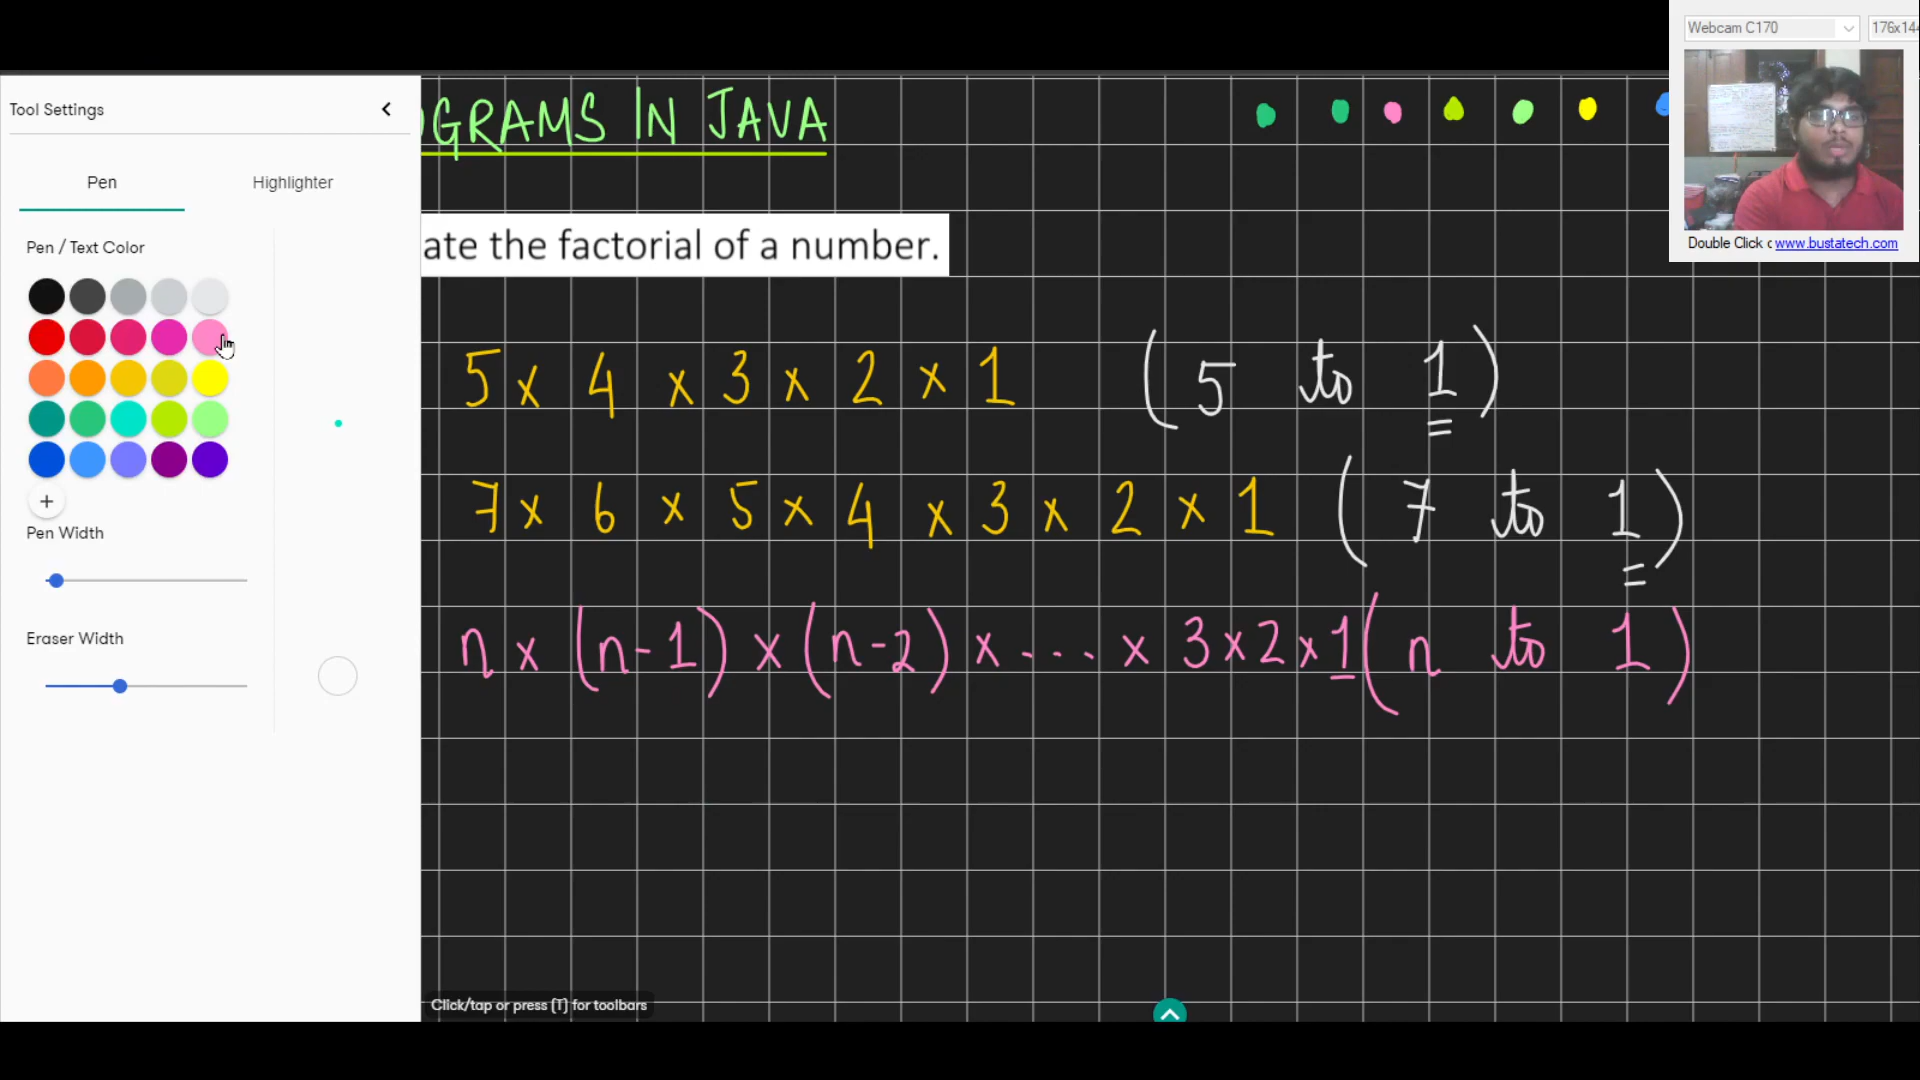 Webcam C170 176x144
Tool Settings
OGRAMS IN JAVA
Pen Highlighter
Double Click www.bustatech.com
Pen / Text Color
ate the factorial of a number.
5 x 4 x 3 x 2 x 1 (5 to 1)
+
7 x 6 x 5 x 4 x 3 x 2 x 1 (7 to 1)
Pen Width
Eraser Width
n x (n-1) x (n-2) x ... x 3 x 2 x 1 (n to 1)
Click/tap or press [T] for toolbars